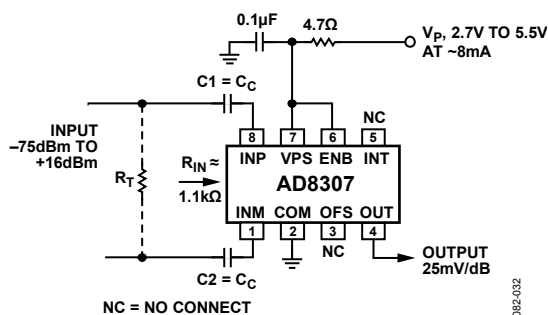 0.1µF
4.7Ω
VP, 2.7V TO 5.5V
AT ~8mA
C1 = CC
NC
INPUT
–75dBm TO
+16dBm
8
7
6
5
INP
VPS
ENB
INT
RT
RIN ≈
1.1kΩ
AD8307
INM
COM
OFS
OUT
1
2
3
4
NC
OUTPUT
25mV/dB
C2 = CC
NC = NO CONNECT
082-032